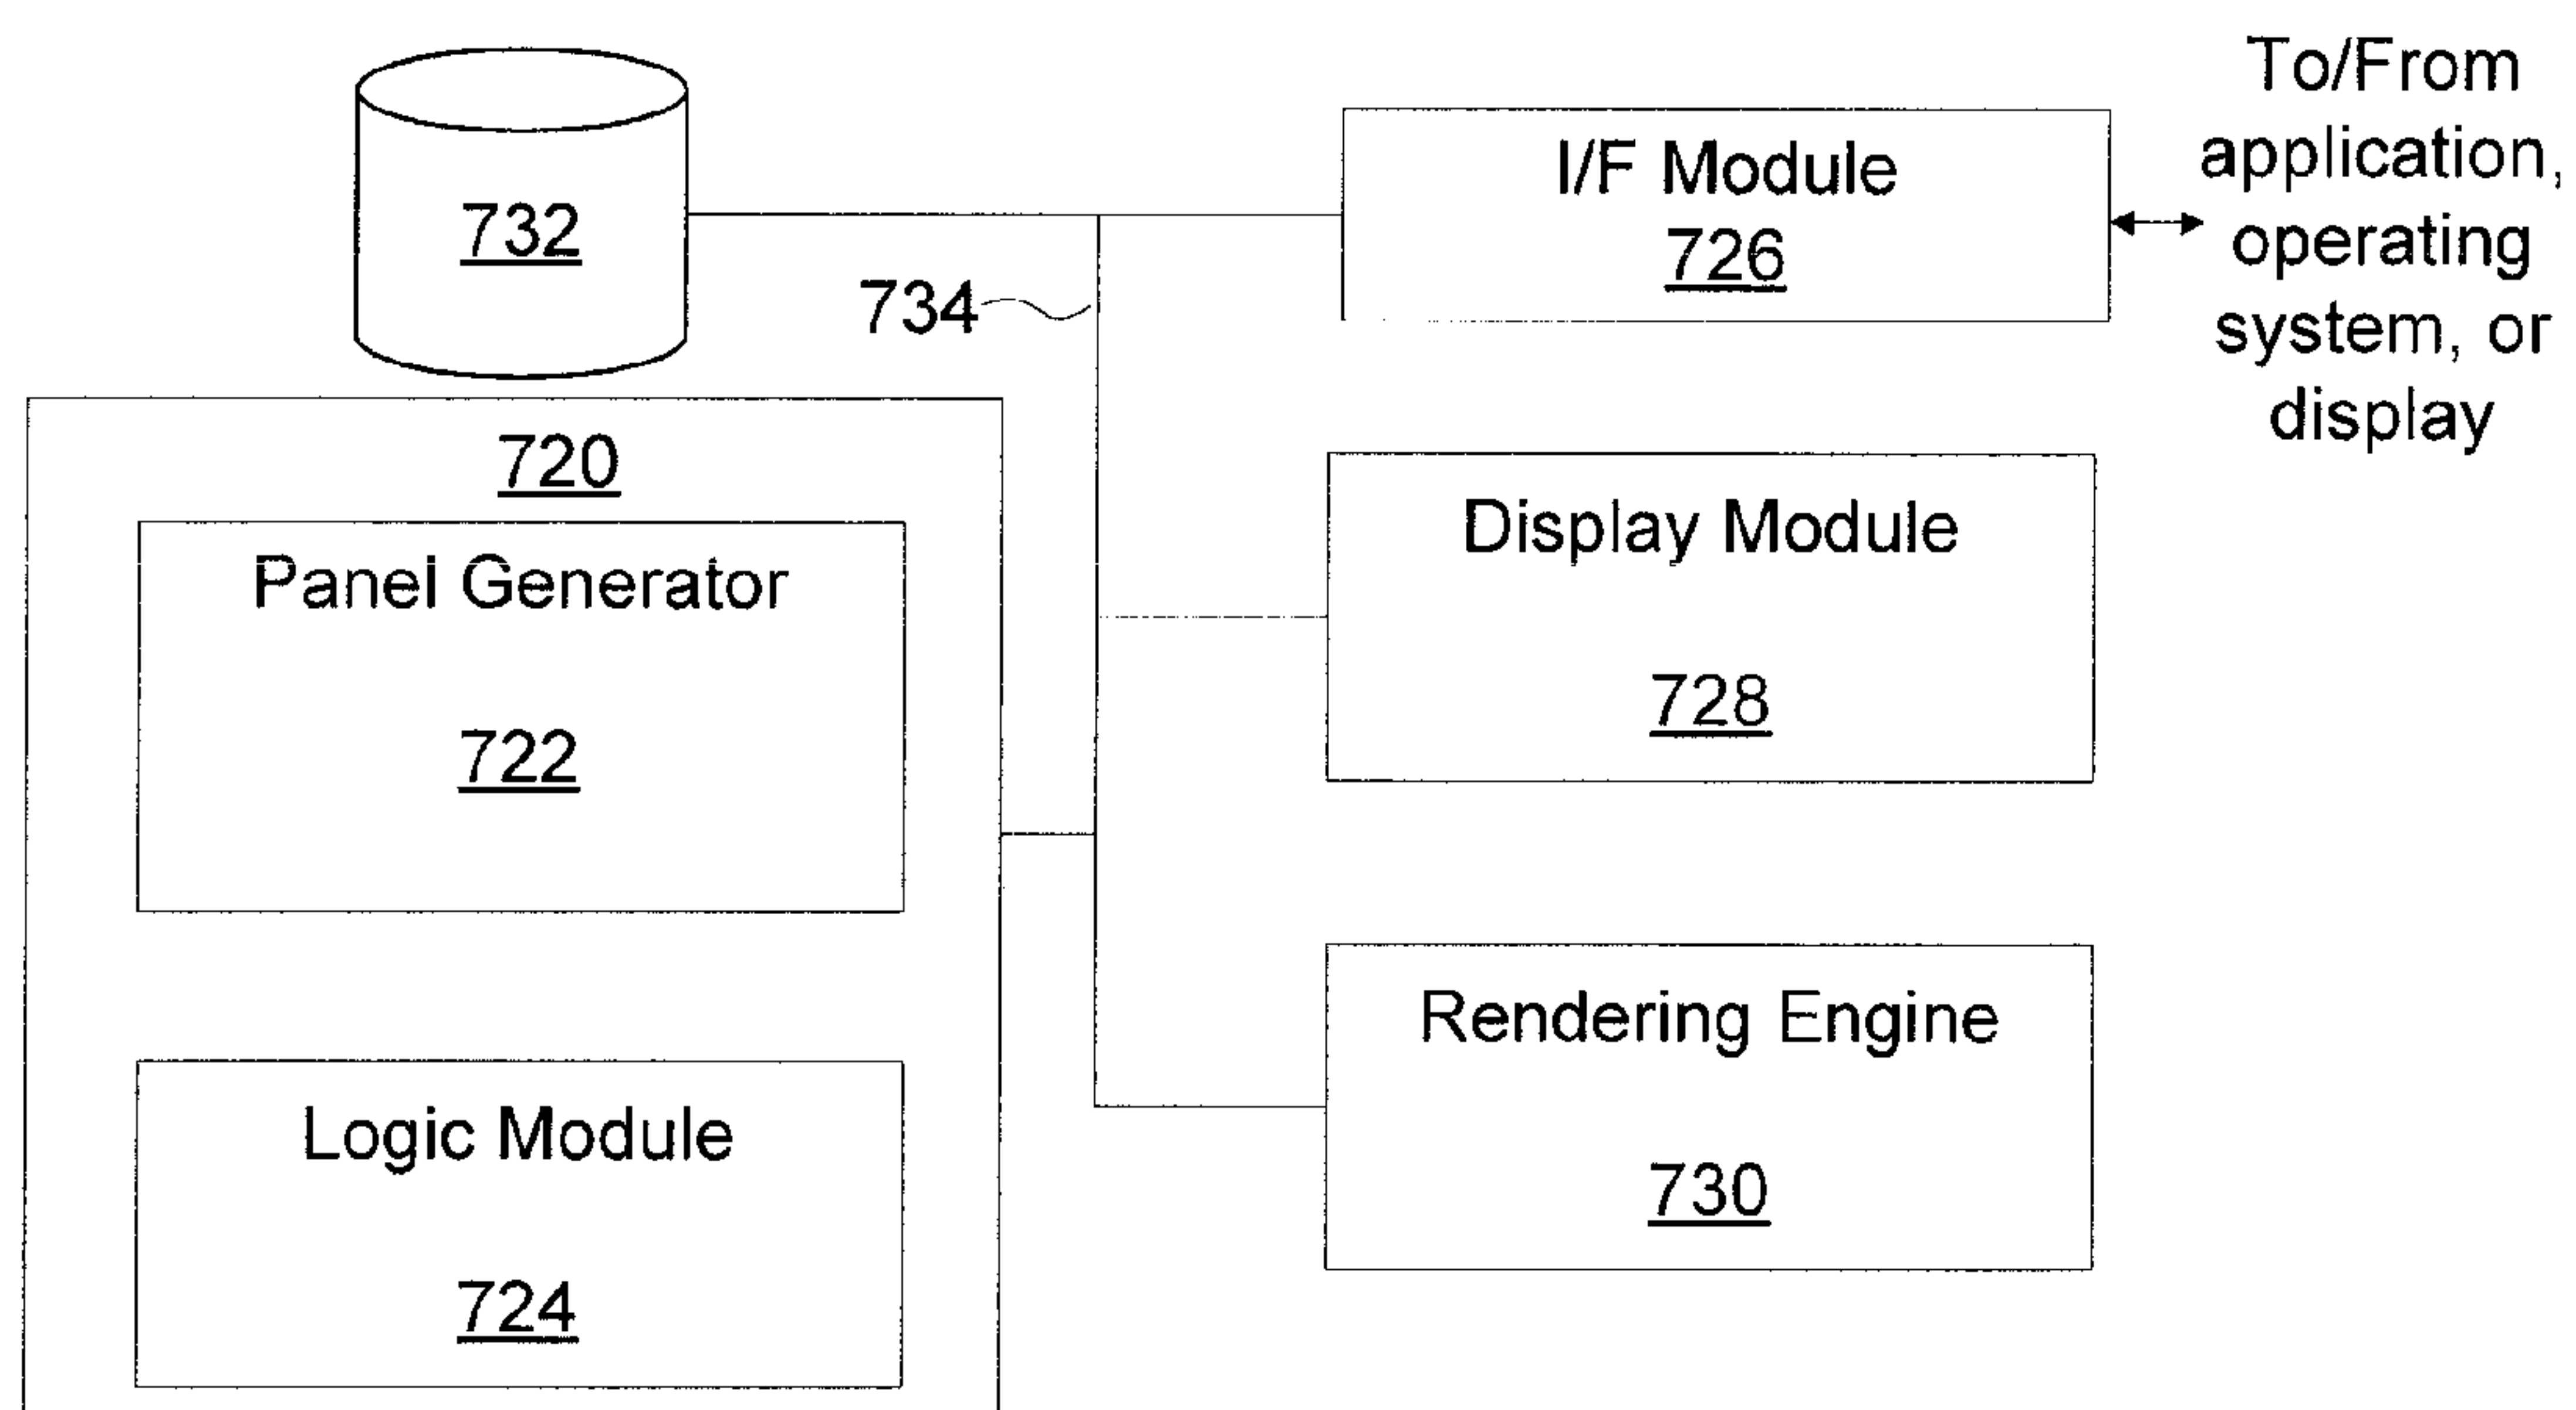 732
734
I/F Module
726
To/From
application,
operating
system, or
display
720
Panel Generator
722
Logic Module
724
Display Module
728
Rendering Engine
730